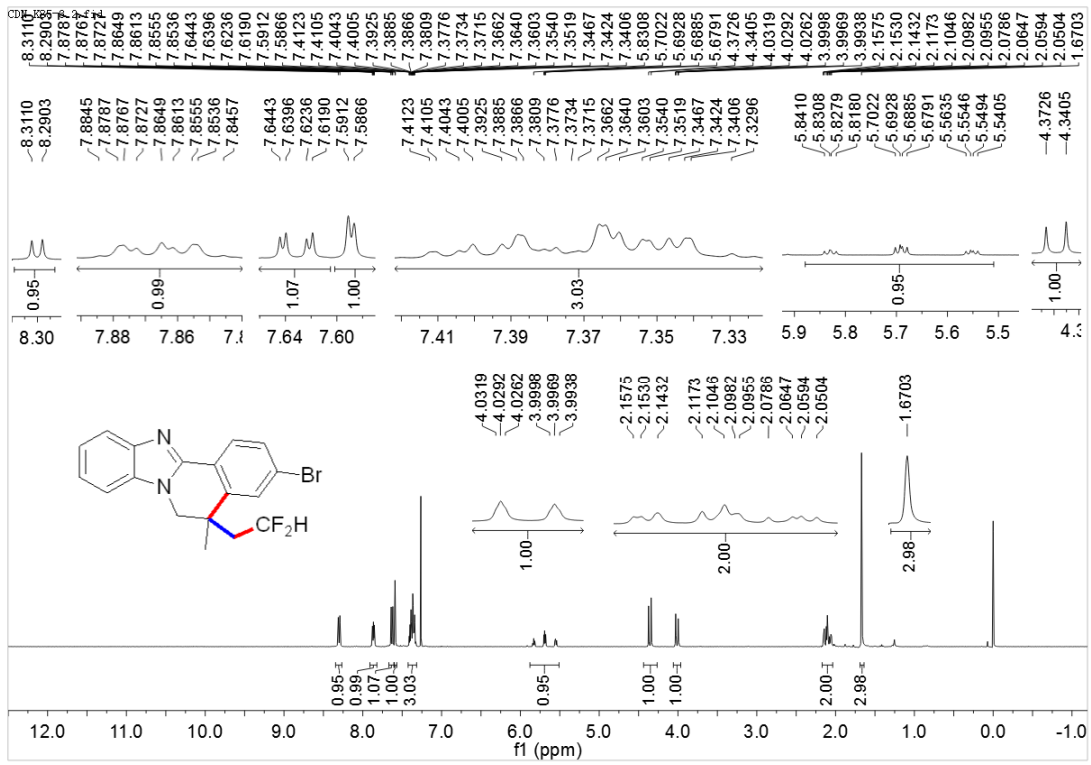 CDN-K85-6.2.fid
8.3110 8.2903 7.8787 7.8767 7.8727 7.8649 7.8613 7.8555 7.8536 7.6443 7.6396 7.6236 7.5912 7.5866 7.4123 7.4105 7.4043 7.4005 7.3925 7.3885 7.3866 7.3809 7.3776 7.3734 7.3715 7.3662 7.3640 7.3603 7.3540 7.3519 7.3467 7.3424 7.3406 5.8308 5.7022 5.6928 5.6885 5.6791 4.3726 4.3405 4.0319 4.0292 4.0262 3.9998 3.9969 3.9938 2.1575 2.1530 2.1432 2.1173 2.1046 2.0982 2.0955 2.0786 2.0647 2.0594 2.0504 1.6703
8.3110 8.2903 7.8845 7.8787 7.8767 7.8727 7.8649 7.8613 7.8555 7.8536 7.8457 7.6443 7.6396 7.6236 7.6190 7.5912 7.5866 7.4123 7.4105 7.4043 7.4005 7.3925 7.3885 7.3866 7.3809 7.3776 7.3734 7.3715 7.3662 7.3640 7.3603 7.3540 7.3519 7.3467 7.3424 7.3406 7.3296 5.8410 5.8308 5.8279 5.8180 5.7022 5.6928 5.6885 5.6791 5.5635 5.5546 5.5494 5.5405 4.3726 4.3405
0.95 0.99 1.07 1.00 3.03 0.95 1.00
8.30 7.88 7.86 7.8 7.64 7.60 7.41 7.39 7.37 7.35 7.33 5.9 5.8 5.7 5.6 5.5 4.3
4.0319 4.0292 4.0262 3.9998 3.9969 3.9938 2.1575 2.1530 2.1432 2.1173 2.1046 2.0982 2.0955 2.0786 2.0647 2.0594 2.0504 1.6703
1.00 2.00 2.98
N
N
Br
CF2H
0.95 0.99 1.07 1.00 3.03 0.95 1.00 1.00 2.00 2.98
12.0 11.0 10.0 9.0 8.0 7.0 6.0 5.0 4.0 3.0 2.0 1.0 0.0 -1.0
f1 (ppm)